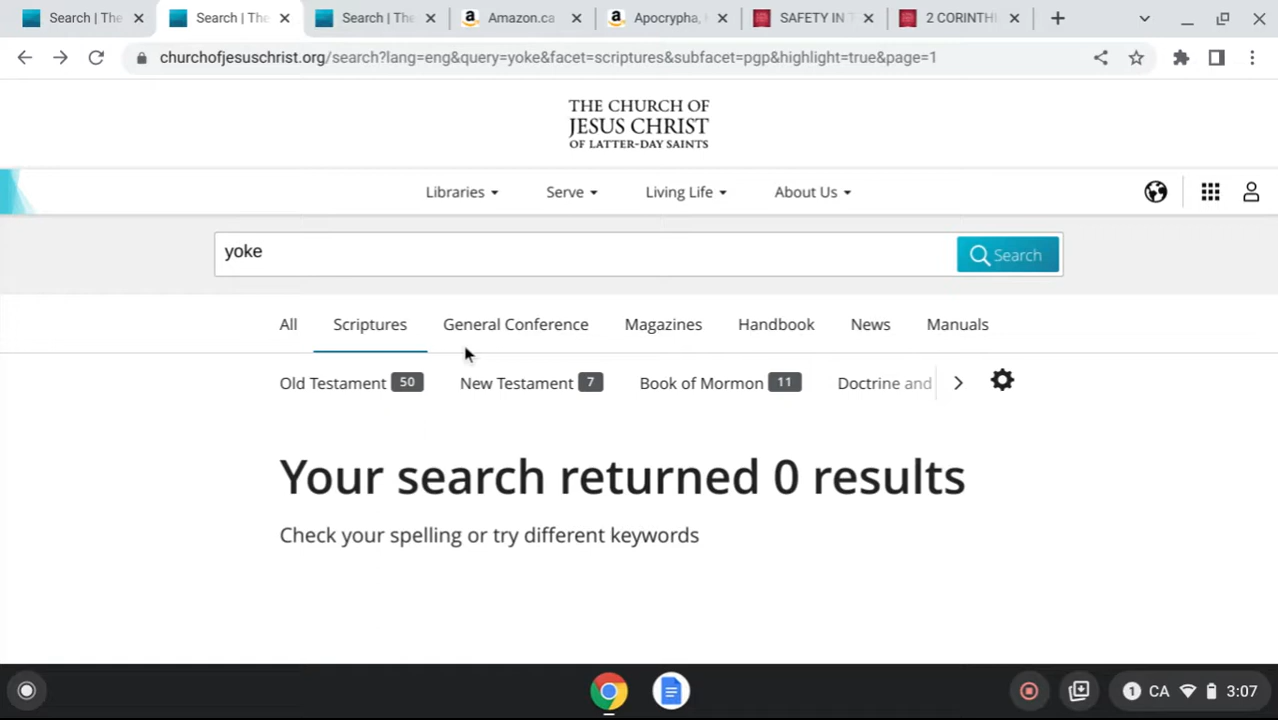 Search | The
Search | The
Search | The
Amazon.ca
Apocrypha,
SAFETY IN
2 CORINTHI
churchofjesuschrist.org/search?lang=eng&query=yoke&facet=scriptures&subfacet=pgp&highlight=true&page=1
THE CHURCH OF
JESUS CHRIST
OF LATTER-DAY SAINTS
Libraries Serve Living Life About Us
yoke
Search
All Scriptures General Conference Magazines Handbook News Manuals
Old Testament 50 New Testament 7 Book of Mormon 11 Doctrine and
Your search returned 0 results
Check your spelling or try different keywords
1 CA 3:07